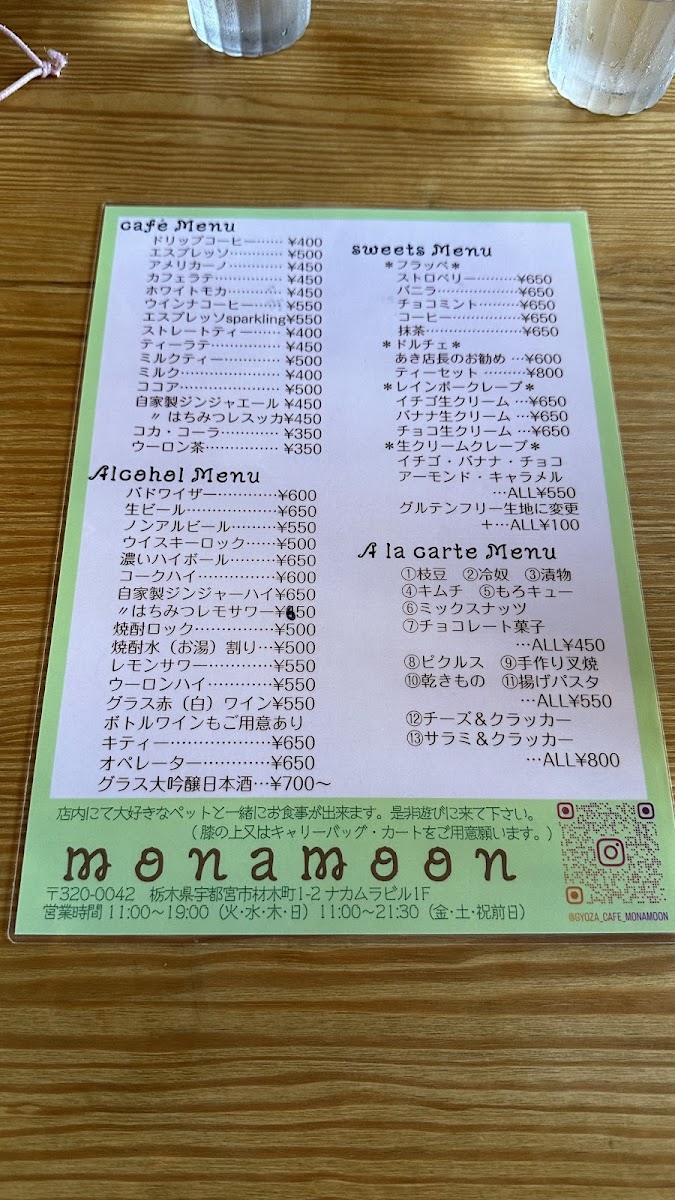 café Menu
ドリップコーヒー……¥400
エスプレッソ…………¥500
アメリカーノ…………¥450
カフェラテ……………¥450
ホワイトモカ…………¥450
ウインナコーヒー……¥550
エスプレッソsparkling¥550
ストレートティー……¥400
ティーラテ……………¥450
ミルクティー…………¥500
ミルク…………………¥400
ココア…………………¥500
自家製ジンジャエール ¥450
〃 はちみつレスッカ¥450
コカ・コーラ…………¥350
ウーロン茶……………¥350
Alcohol Menu
バドワイザー…………¥600
生ビール………………¥650
ノンアルビール………¥550
ウイスキーロック……¥500
濃いハイボール………¥650
コークハイ……………¥600
自家製ジンジャーハイ¥650
〃はちみつレモサワー¥650
焼酎ロック……………¥500
焼酎水（お湯）割り…¥500
レモンサワー…………¥550
ウーロンハイ…………¥550
グラス赤（白）ワイン¥550
ボトルワインもご用意あり
キティー………………¥650
オペレーター…………¥650
グラス大吟醸日本酒…¥700～
sweets Menu
＊フラッペ＊
ストロベリー………¥650
バニラ………………¥650
チョコミント………¥650
コーヒー……………¥650
抹茶…………………¥650
＊ドルチェ＊
あき店長のお勧め …¥600
ティーセット ………¥800
＊レインボークレープ＊
イチゴ生クリーム …¥650
バナナ生クリーム …¥650
チョコ生クリーム …¥650
＊生クリームクレープ＊
イチゴ・バナナ・チョコ
アーモンド・キャラメル
…ALL¥550
グルテンフリー生地に変更
＋…ALL¥100
A la carte Menu
①枝豆 ②冷奴 ③漬物
④キムチ ⑤もろキュー
⑥ミックスナッツ
⑦チョコレート菓子
…ALL¥450
⑧ピクルス ⑨手作り叉焼
⑩乾きもの ⑪揚げパスタ
…ALL¥550
⑫チーズ＆クラッカー
⑬サラミ＆クラッカー
…ALL¥800
店内にて大好きなペットと一緒にお食事が出来ます。是非遊びに来て下さい。
（膝の上又はキャリーバッグ・カートをご用意願います。）
monamoon
〒320-0042 栃木県宇都宮市材木町1-2 ナカムラビル1F
営業時間 11:00～19:00（火・水・木・日）11:00～21:30（金・土・祝前日）
@GYOZA_CAFE_MONAMOON